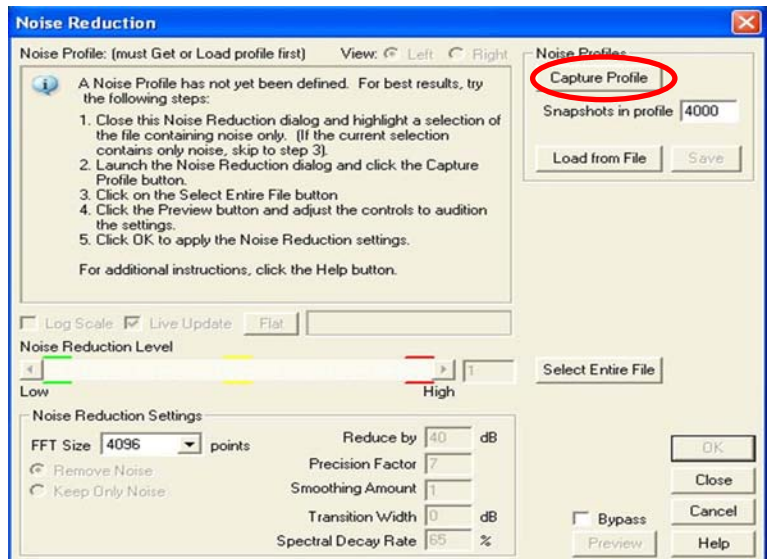 Noise Reduction
Noise Profile: (must Get or Load profile first) View: Left Right
A Noise Profile has not yet been defined. For best results, try
the following steps:
1. Close this Noise Reduction dialog and highlight a selection of
the file containing noise only. (If the current selection
contains only noise, skip to step 3).
2. Launch the Noise Reduction dialog and click the Capture
Profile button.
3. Click on the Select Entire File button
4. Click the Preview button and adjust the controls to audition
the settings.
5. Click OK to apply the Noise Reduction settings.
For additional instructions, click the Help button.
Noise Profiles
Capture Profile
Snapshots in profile 4000
Load from File Save
Log Scale Live Update Flat
Noise Reduction Level
1
Select Entire File
Low High
Noise Reduction Settings
FFT Size 4096 points
Remove Noise
Keep Only Noise
Reduce by 40 dB
Precision Factor 7
Smoothing Amount 1
Transition Width 0 dB
Spectral Decay Rate 65 %
Bypass
Preview
OK
Close
Cancel
Help